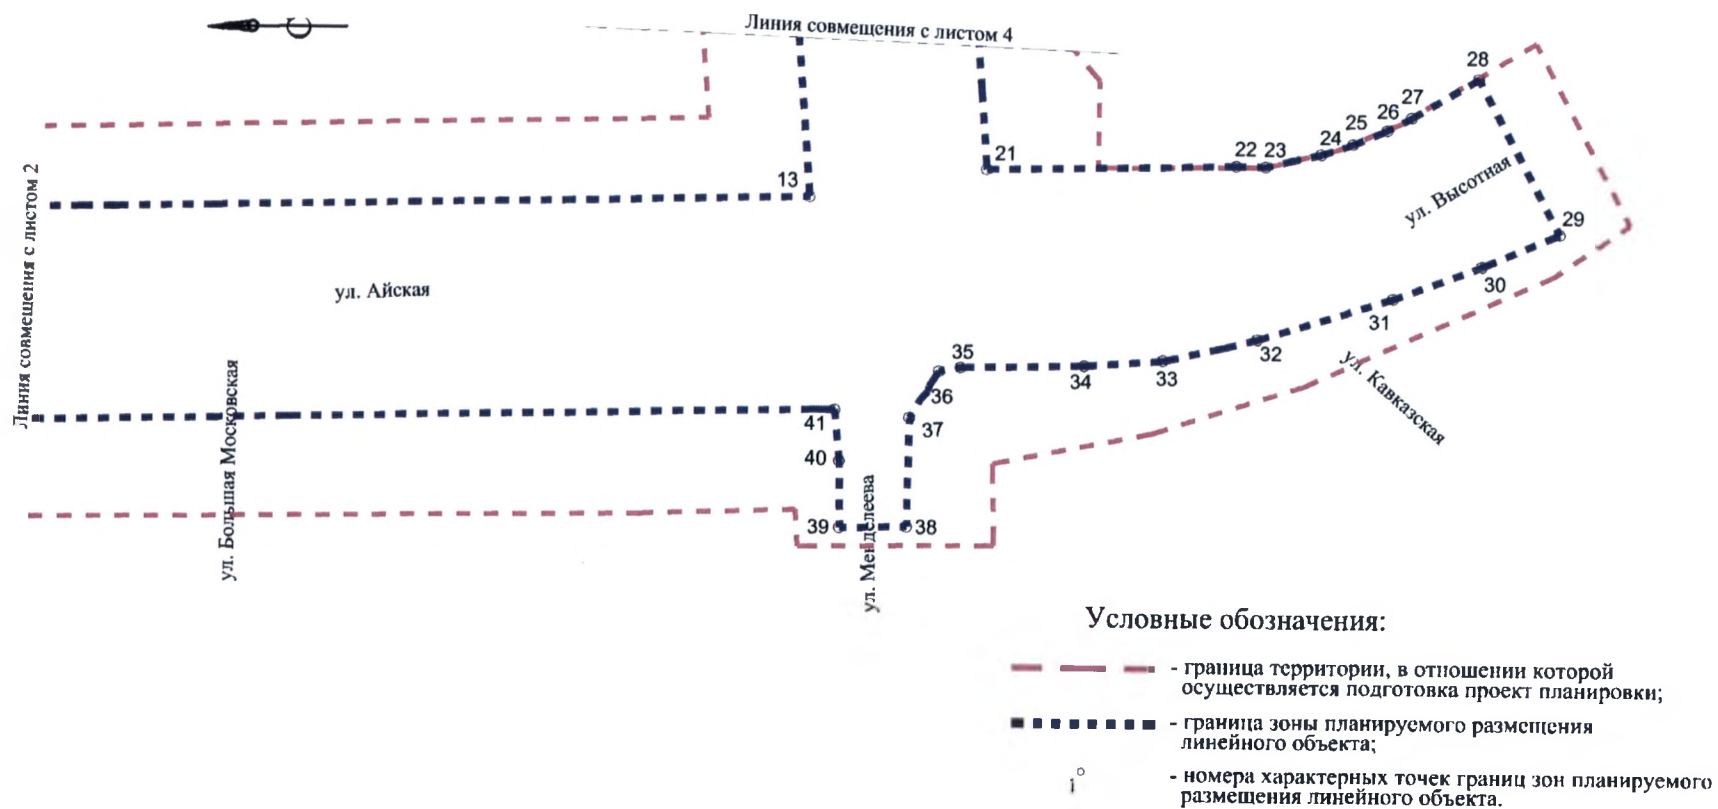 С
Линия совмещения с листом 4
28
27
26
25
24
23
22
21
13
Линия совмещения с листом 2
ул. Высотная
29
30
31
32
33
34
35
36
37
38
39
40
41
ул. Айская
ул. Большая Московская
ул. Менделеева
ул. Кавказская
Условные обозначения:
- граница территории, в отношении которой
осуществляется подготовка проект планировки;
- граница зоны планируемого размещения
линейного объекта;
1
- номера характерных точек границ зон планируемого
размещения линейного объекта.